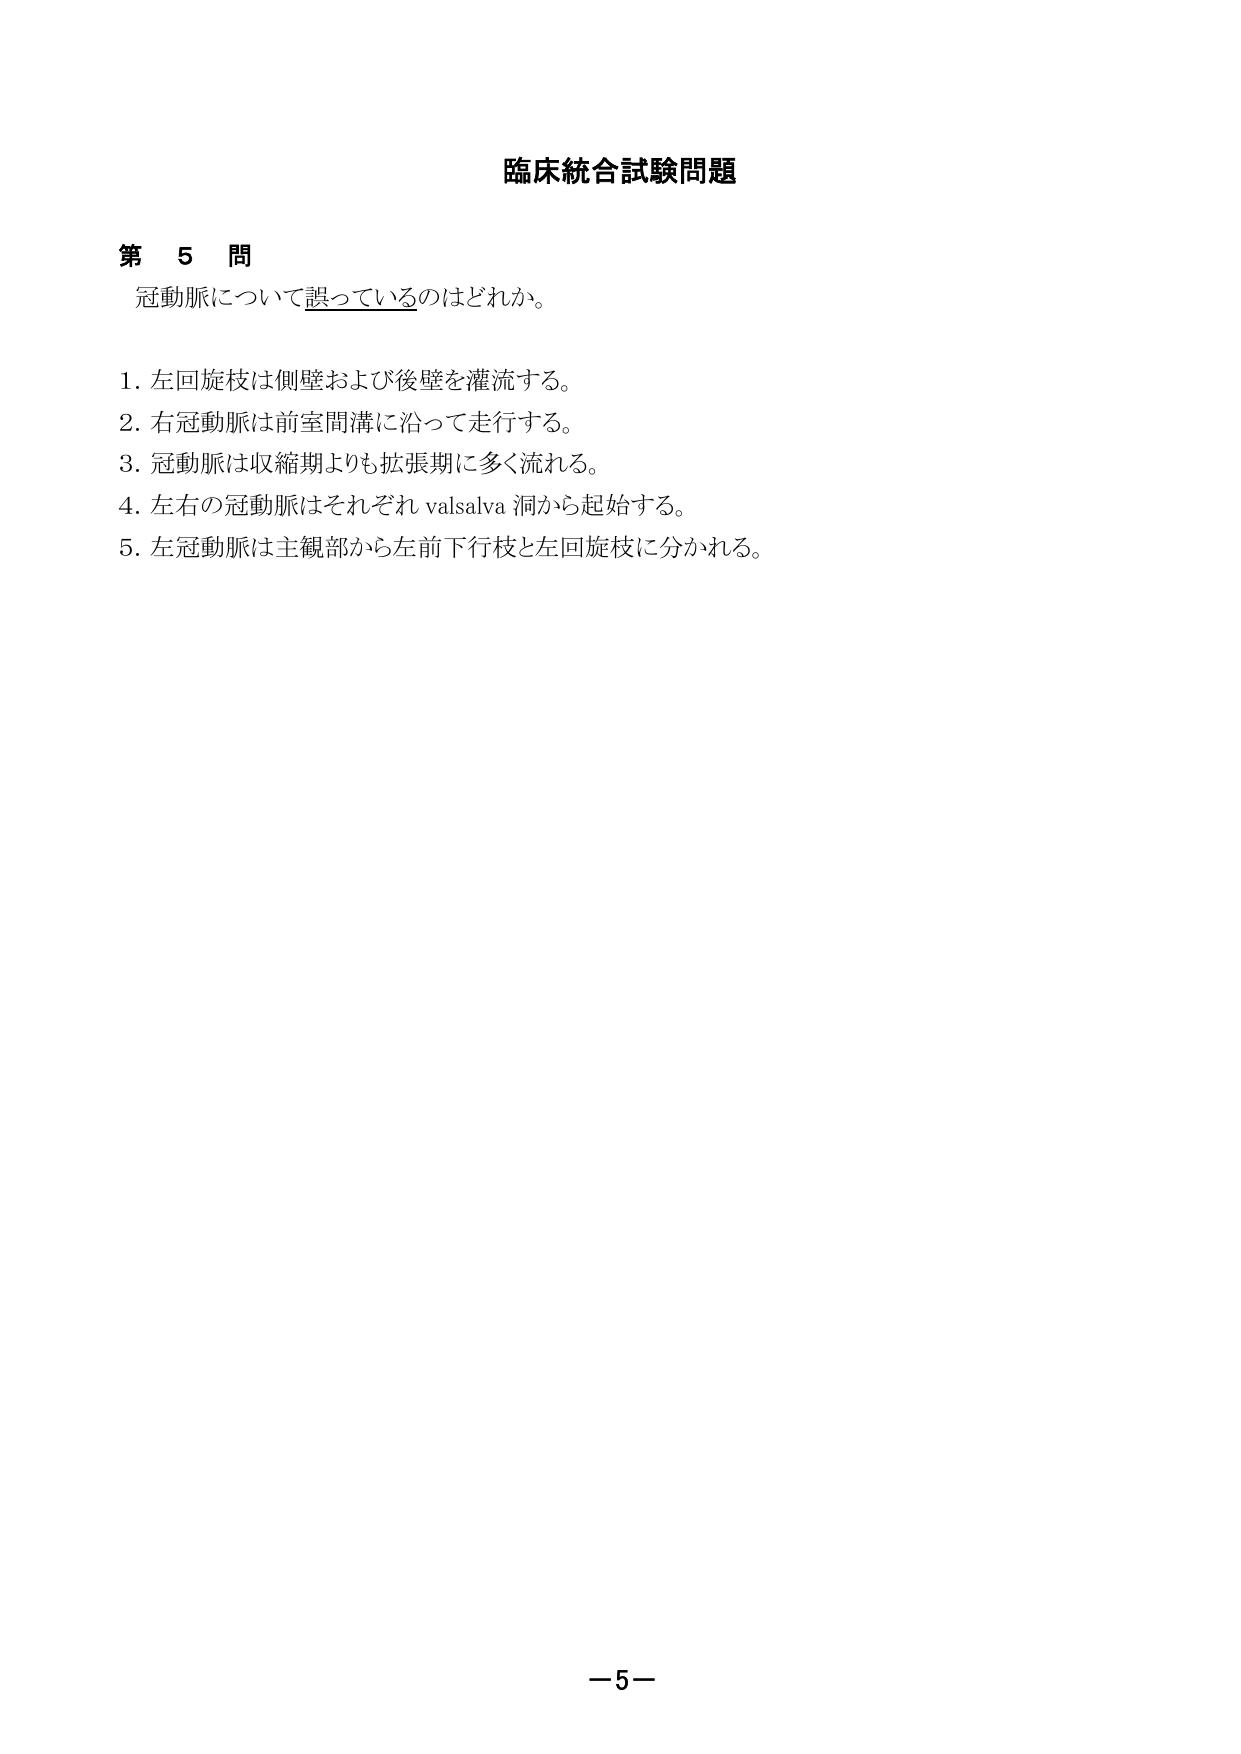 臨床統合試験問題
第 5 問
冠動脈について誤っているのはどれか。
1. 左回旋枝は側壁および後壁を灌流する。
2. 右冠動脈は前室間溝に沿って走行する。
3. 冠動脈は収縮期よりも拡張期に多く流れる。
4. 左右の冠動脈はそれぞれ valsalva 洞から起始する。
5. 左冠動脈は主観部から左前下行枝と左回旋枝に分かれる。
－5－